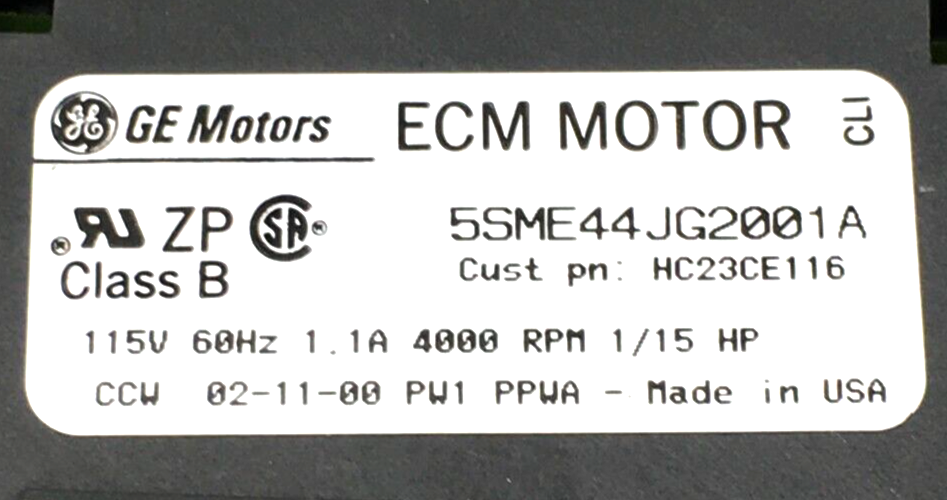 GE Motors ECM MOTOR CLI
ZP SA® 5SME44JG2001A
Class B Cust pn: HC23CE116
115V 60Hz 1.1A 4000 RPM 1/15 HP
CCW 02-11-00 PW1 PPWA - Made in USA